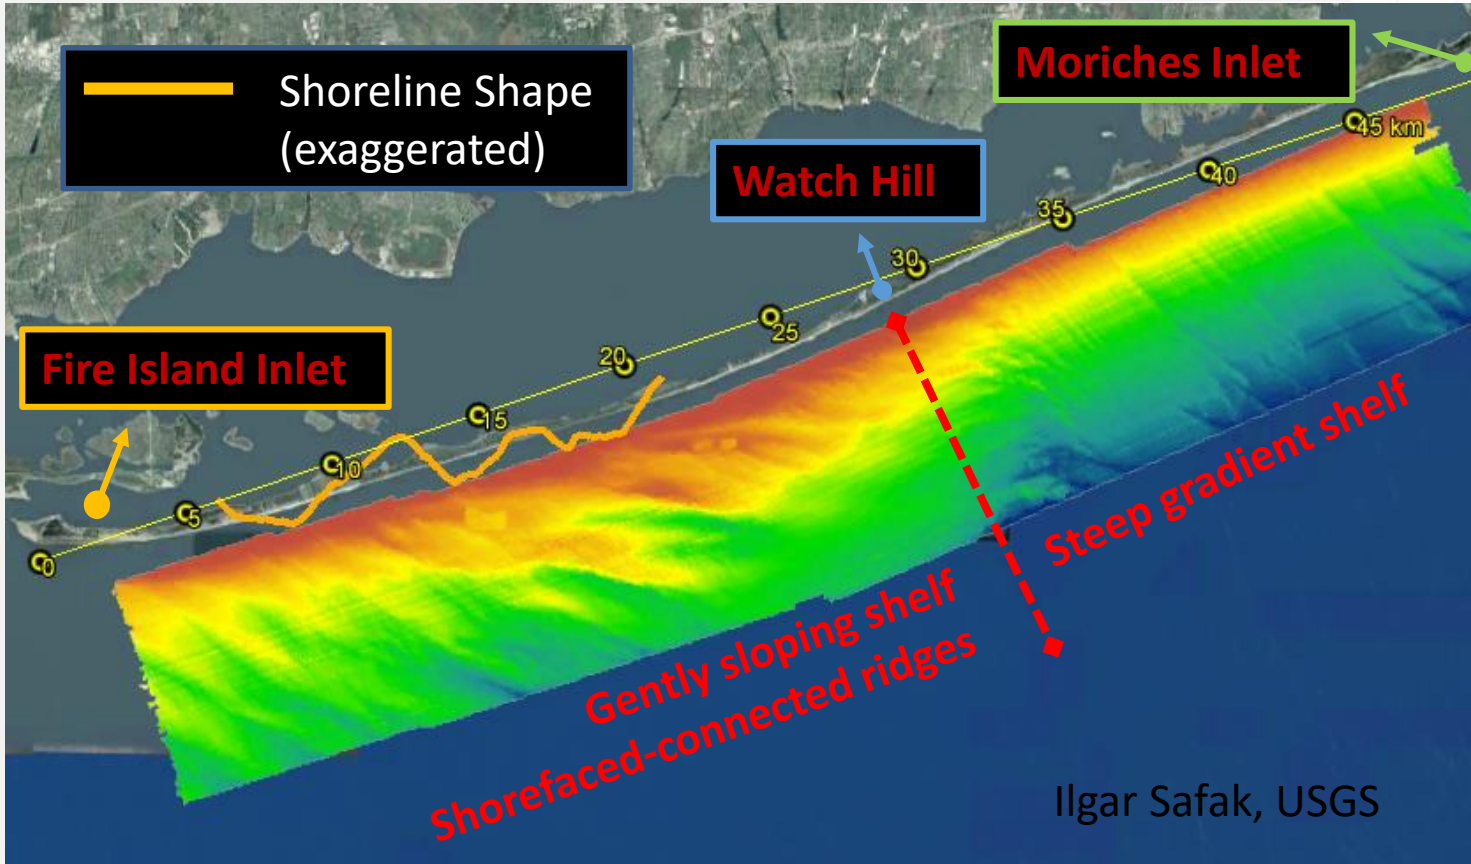 Shoreline Shape
(exaggerated)
Moriches Inlet
Watch Hill
Fire Island Inlet
0
5
10
15
20
25
30
35
40
45 km
Steep gradient shelf
Gently sloping shelf
Shorefaced-connected ridges
Ilgar Safak, USGS